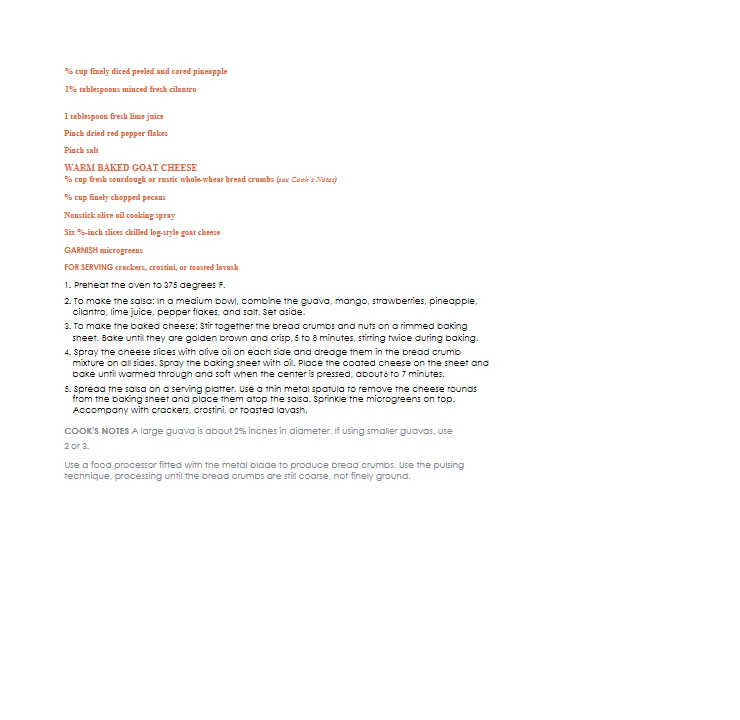 % cup finely diced peeled and cored pineapple
1% tablespoons minced fresh cilantro
1 tablespoon fresh lime juice
Pinch dried red pepper flakes
Pinch salt
WARM BAKED GOAT CHEESE
% cup fresh sourdough or rustic whole-wheat bread crumbs (see Cook's Notes)
% cup finely chopped pecans
Nonstick olive oil cooking spray
Six %-inch slices chilled log-style goat cheese
GARNISH microgreens
FOR SERVING crackers, crostini, or toasted lavash
1. Preheat the oven to 375 degrees F.
2. To make the salsa: In a medium bowl, combine the guava, mango, strawberries, pineapple,
cilantro, lime juice, pepper flakes, and salt. Set aside.
3. To make the baked cheese: Stir together the bread crumbs and nuts on a rimmed baking
sheet. Bake until they are golden brown and crisp, 5 to 8 minutes, stirring twice during baking.
4. Spray the cheese slices with olive oil on each side and dredge them in the bread crumb
mixture on all sides. Spray the baking sheet with oil. Place the coated cheese on the sheet and
bake until warmed through and soft when the center is pressed, about 6 to 7 minutes.
5. Spread the salsa on a serving platter. Use a thin metal spatula to remove the cheese rounds
from the baking sheet and place them atop the salsa. Sprinkle the microgreens on top.
Accompany with crackers, crostini, or toasted lavash.
COOK'S NOTES A large guava is about 2% inches in diameter. If using smaller guavas, use
2 or 3.
Use a food processor fitted with the metal blade to produce bread crumbs. Use the pulsing
technique, processing until the bread crumbs are still coarse, not finely ground.